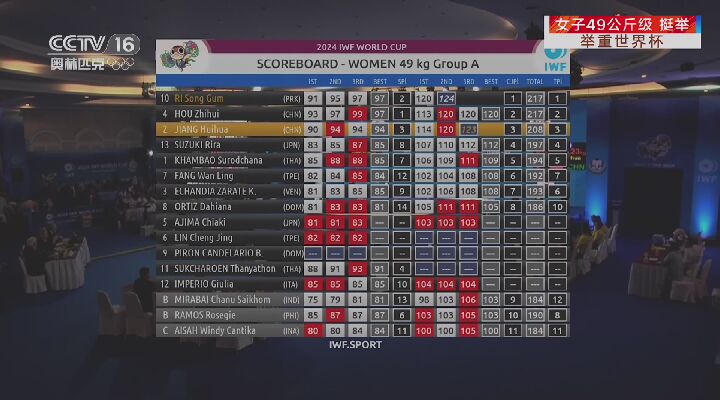 CCTV 16
奥林匹克
女子49公斤级 挺举
举重世界杯
2024 IWF WORLD CUP
SCOREBOARD - WOMEN 49 kg Group A
IWF
1ST 2ND 3RD BEST SPL 1ST 2ND 3RD BEST CJPL TOTAL TPL
10 RI Song Gum (PRK) 91 95 97 97 2 120 124 1 217 1
4 HOU Zhihui (CHN) 93 97 99 97 1 113 120 120 120 2 217 2
2 JIANG Huihua (CHN) 90 94 94 94 3 114 120 123 3 208 3
13 SUZUKI Rira (JPN) 83 85 87 85 8 107 110 112 112 4 197 4
1 KHAMBAO Surodchana (THA) 85 88 88 85 7 106 109 111 109 5 194 5
7 FANG Wan Ling (TPE) 82 84 85 84 12 102 104 108 108 6 192 7
3 ECHANDIA ZARATE K. (VEN) 81 83 85 85 9 102 106 108 108 7 193 6
8 ORTIZ Dahiana (DOM) 81 83 83 81 14 105 111 111 105 8 186 10
5 AJIMA Chiaki (JPN) 81 81 83 --- --- 103 103 103 --- --- --- ---
6 LIN Cheng Jing (TPE) 82 82 82 --- --- --- --- --- --- --- --- ---
9 PIRON CANDELARIO B. (DOM) --- --- --- --- --- --- --- --- --- --- --- ---
11 SUKCHAROEN Thanyathon (THA) 88 91 93 91 4 --- --- --- --- --- --- ---
12 IMPERIO Giulia (ITA) 85 85 85 85 10 104 104 104 --- --- --- ---
B MIRABAI Chanu Saikhom (IND) 75 79 81 81 13 98 103 106 103 9 184 12
B RAMOS Rosegie (PHI) 85 87 87 87 6 103 103 105 103 10 190 8
C AISAH Windy Cantika (INA) 80 80 84 84 11 100 100 105 100 11 184 11
IWF.SPORT